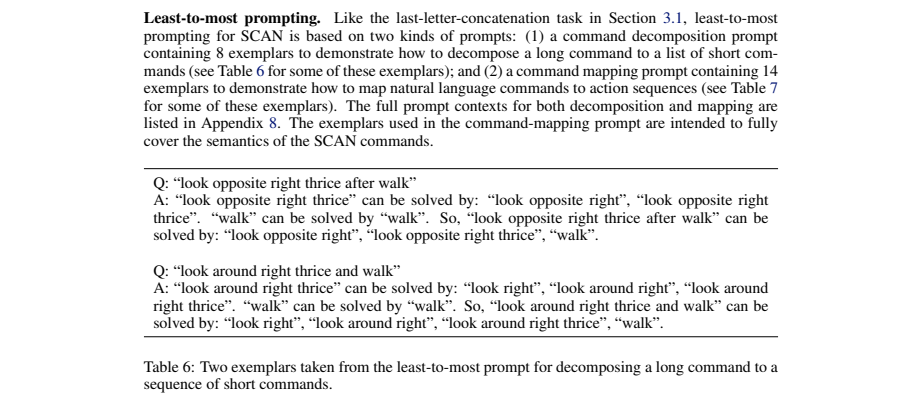 Least-to-most prompting. Like the last-letter-concatenation task in Section 3.1, least-to-most
prompting for SCAN is based on two kinds of prompts: (1) a command decomposition prompt
containing 8 exemplars to demonstrate how to decompose a long command to a list of short com-
mands (see Table 6 for some of these exemplars); and (2) a command mapping prompt containing 14
exemplars to demonstrate how to map natural language commands to action sequences (see Table 7
for some of these exemplars). The full prompt contexts for both decomposition and mapping are
listed in Appendix 8. The exemplars used in the command-mapping prompt are intended to fully
cover the semantics of the SCAN commands.
Q: “look opposite right thrice after walk”
A: “look opposite right thrice” can be solved by: “look opposite right”, “look opposite right
thrice”. “walk” can be solved by “walk”. So, “look opposite right thrice after walk” can be
solved by: “look opposite right”, “look opposite right thrice”, “walk”.
Q: “look around right thrice and walk”
A: “look around right thrice” can be solved by: “look right”, “look around right”, “look around
right thrice”. “walk” can be solved by “walk”. So, “look around right thrice and walk” can be
solved by: “look right”, “look around right”, “look around right thrice”, “walk”.
Table 6: Two exemplars taken from the least-to-most prompt for decomposing a long command to a
sequence of short commands.